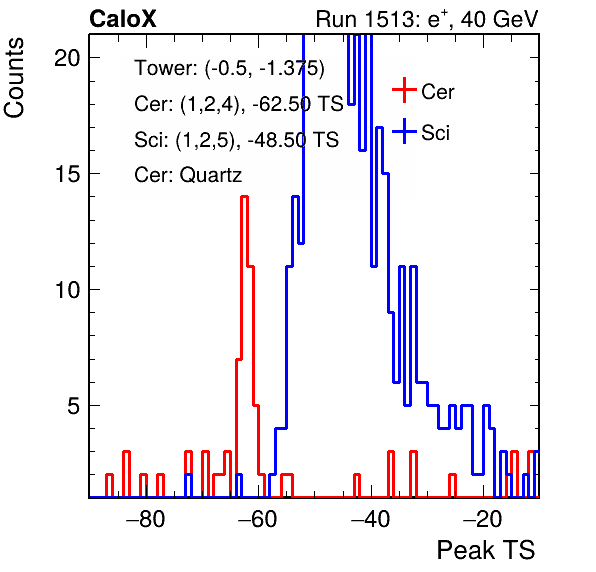 CaloX Run 1513: e⁺, 40 GeV
Counts
Tower: (-0.5, -1.375)
Cer: (1,2,4), -62.50 TS
Sci: (1,2,5), -48.50 TS
Cer: Quartz
Cer
Sci
20
15
10
5
−80 −60 −40 −20
Peak TS